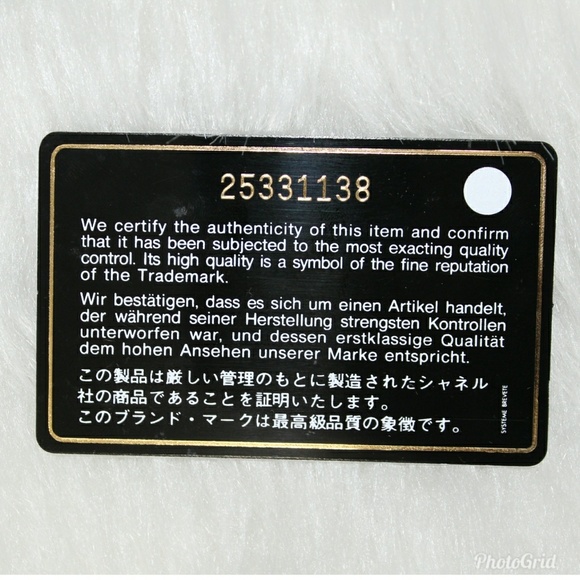 25331138
We certify the authenticity of this item and confirm
that it has been subjected to the most exacting quality
control. Its high quality is a symbol of the fine reputation
of the Trademark.
Wir bestätigen, dass es sich um einen Artikel handelt,
der während seiner Herstellung strengsten Kontrollen
unterworfen war, und dessen erstklassige Qualität
dem hohen Ansehen unserer Marke entspricht.
この製品は厳しい管理のもとに製造されたシャネル
社の商品であることを証明いたします。
このブランド・マークは最高級品質の象徴です。
SYSTEME BREVETE
PhotoGrid